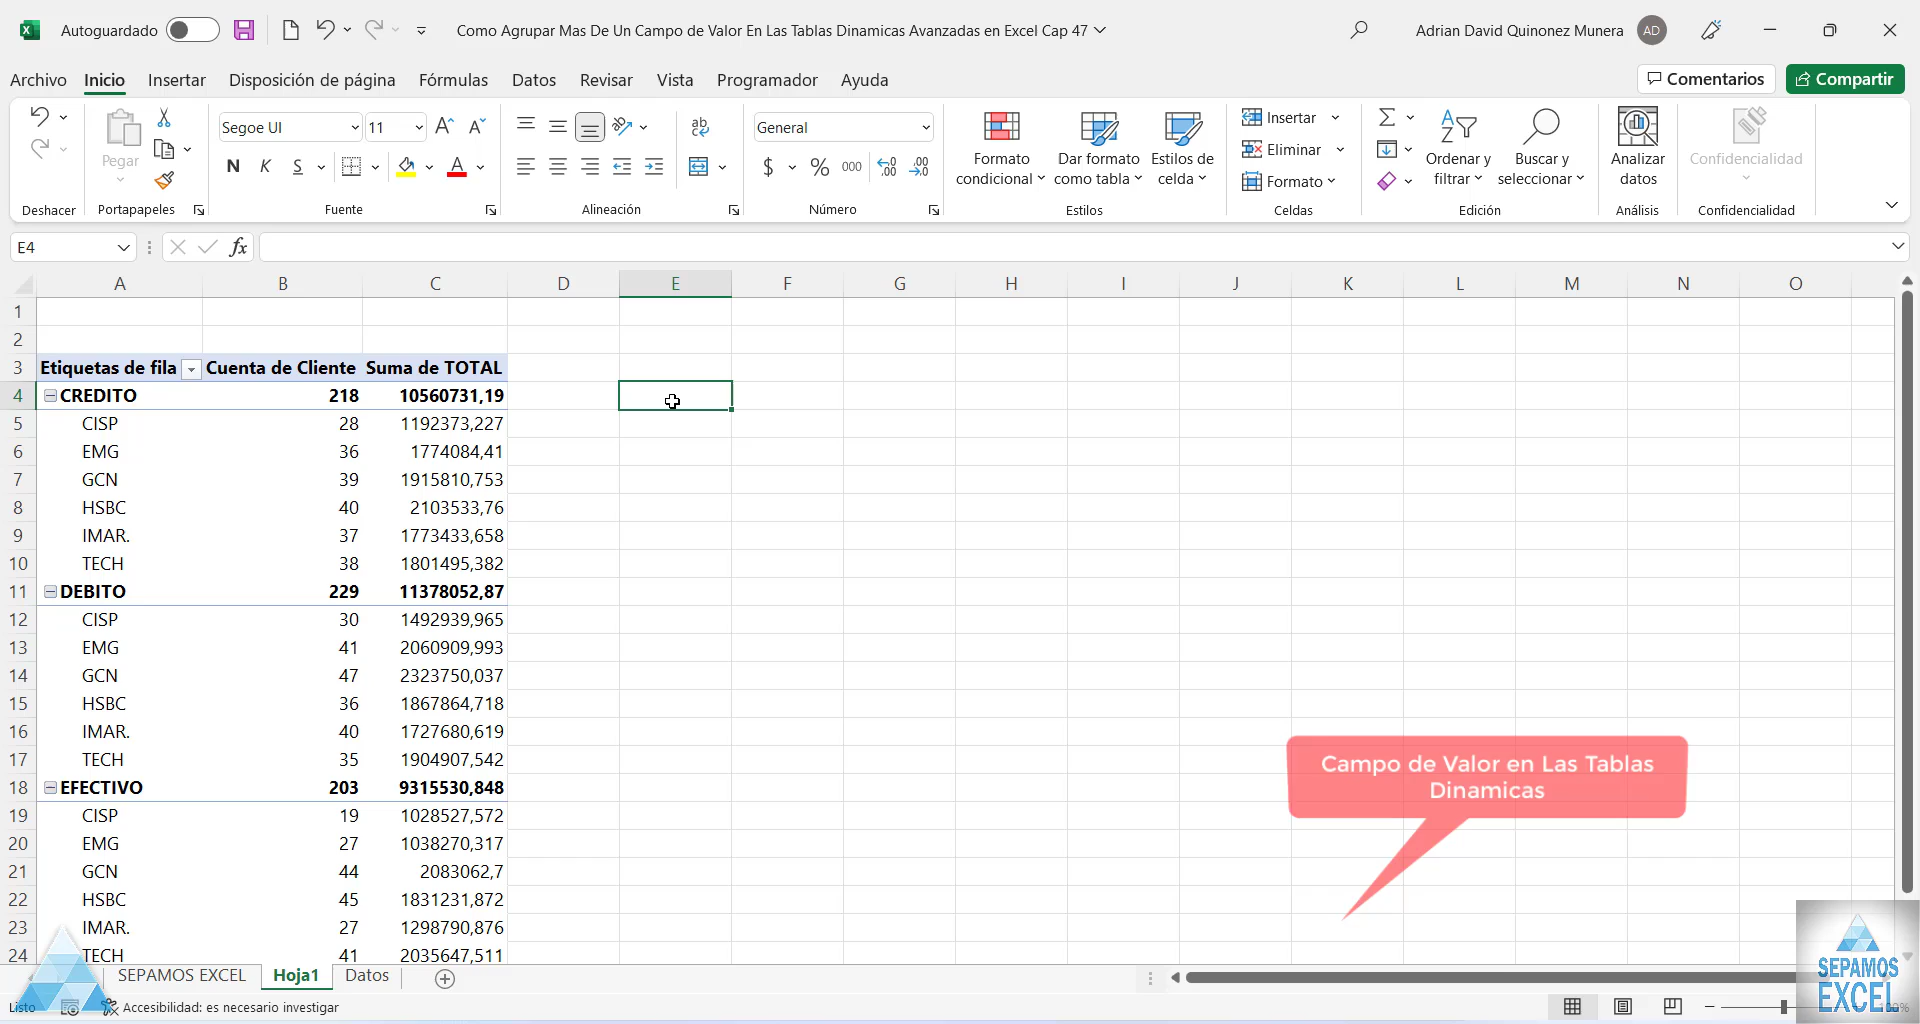 Autoguardado
Como Agrupar Mas De Un Campo de Valor En Las Tablas Dinamicas Avanzadas en Excel Cap 47
Adrian David Quinonez Munera AD
Archivo Inicio Insertar Disposición de página Fórmulas Datos Revisar Vista Programador Ayuda
Comentarios Compartir
Pegar
Segoe UI 11
N K S
General
$ % 000
Formato condicional
Dar formato como tabla
Estilos de celda
Insertar
Eliminar
Formato
Ordenar y filtrar
Buscar y seleccionar
Analizar datos
Confidencialidad
Deshacer Portapapeles Fuente Alineación Número Estilos Celdas Edición Análisis Confidencialidad
E4 fx
A B C D E F G H I J K L M N O
1
2
3 Etiquetas de fila Cuenta de Cliente Suma de TOTAL
4 CREDITO 218 10560731,19
5 CISP 28 1192373,227
6 EMG 36 1774084,41
7 GCN 39 1915810,753
8 HSBC 40 2103533,76
9 IMAR. 37 1773433,658
10 TECH 38 1801495,382
11 DEBITO 229 11378052,87
12 CISP 30 1492939,965
13 EMG 41 2060909,993
14 GCN 47 2323750,037
15 HSBC 36 1867864,718
16 IMAR. 40 1727680,619
17 TECH 35 1904907,542
18 EFECTIVO 203 9315530,848
19 CISP 19 1028527,572
20 EMG 27 1038270,317
21 GCN 44 2083062,7
22 HSBC 45 1831231,872
23 IMAR. 27 1298790,876
24 TECH 41 2035647,511
Campo de Valor en Las Tablas
Dinamicas
SEPAMOS EXCEL Hoja1 Datos
Listo Accesibilidad: es necesario investigar
SEPAMOS
EXCEL